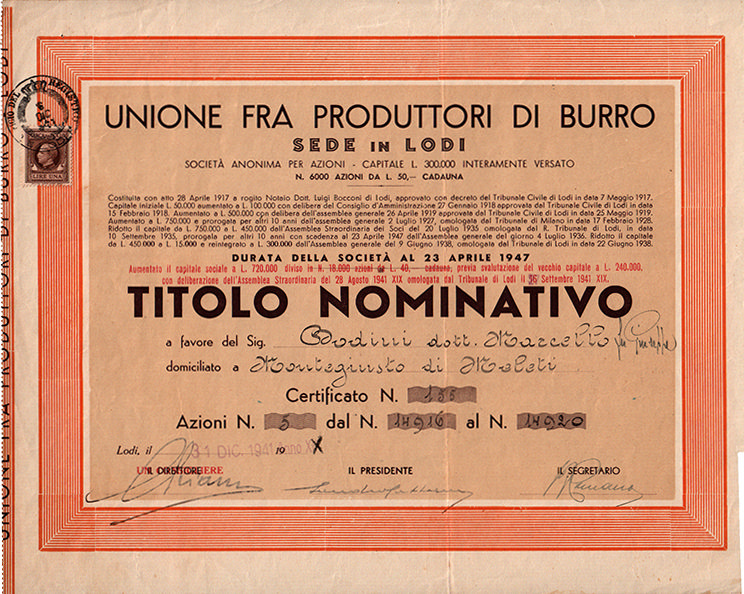 UNIONE FRA PRODUTTORI DI BURRO
SEDE IN LODI
SOCIETÀ ANONIMA PER AZIONI - CAPITALE L. 300.000 INTERAMENTE VERSATO
N. 6000 AZIONI DA L. 50,— CADAUNA
Costituita con atto 28 Aprile 1917 a rogito Notaio Dott. Luigi Bocconi di Lodi, approvato con decreto del Tribunale Civile di Lodi in data 7 Maggio 1917.
Capitale iniziale L. 50.000 aumentato a L. 100.000 con delibera del Consiglio d'Amministrazione 27 Gennaio 1918 approvata dal Tribunale Civile di Lodi in data
15 Febbraio 1918. Aumentato a L. 500.000 con delibera dell'assemblea generale 26 Aprile 1919 approvata dal Tribunale Civile di Lodi in data 25 Maggio 1919.
Aumentato a L. 750.000 e prorogata per altri 10 anni dall'assemblea generale 2 Luglio 1927, omologata dal Tribunale di Milano in data 17 Febbraio 1928.
Ridotto il capitale da L. 750.000 a L. 450.000 dall'Assemblea Straordinaria dei Soci del 20 Luglio 1935 omologata dal R. Tribunale di Lodi, in data
10 Settembre 1935, prorogata per altri 10 anni con scadenza al 23 Aprile 1947 dall'Assemblea generale del giorno 4 Luglio 1936. Ridotto il capitale
da L. 450.000 a L. 15.000 e reintegrato a L. 300.000 dall'Assemblea generale del 9 Giugno 1938, omologata dal Tribunale di Lodi in data 22 Giugno 1938.
DURATA DELLA SOCIETÀ AL 23 APRILE 1947
Aumentato il capitale sociale a L. 720.000 diviso in N. 18.000 azioni da L. 40,— cadauna, previa svalutazione del vecchio capitale a L. 240.000.
con deliberazione dell'Assemblea Straordinaria del 28 Agosto 1941 XIX omologata dal Tribunale di Lodi il Settembre 1941 XIX.
TITOLO NOMINATIVO
a favore del Sig. Bodini dott. Marcello
domiciliato a Montegiusto di Maleti
Certificato N. 135
Azioni N. 5 dal N. 14916 al N. 14920
Lodi, il 31 DIC. 1941 Anno XX 19
IL DIRETTORE
UN CONSIGLIERE
IL PRESIDENTE
IL SEGRETARIO
LIRE UNA
UNIONE FRA PRODUTTORI DI BURRO LODI